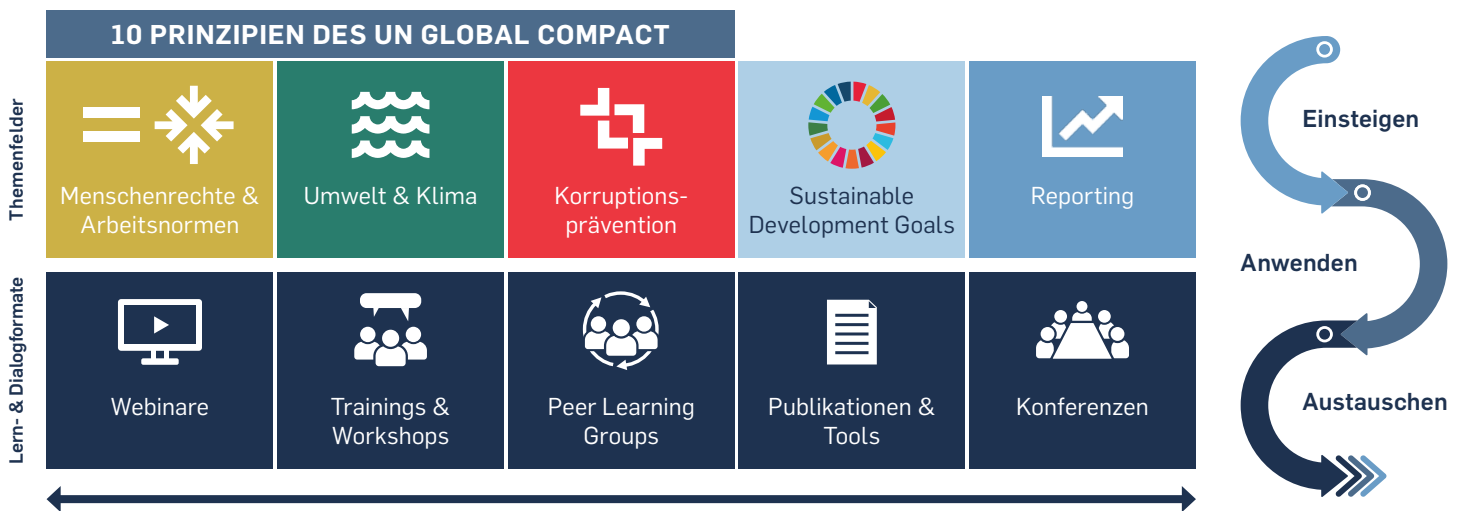 10 PRINZIPIEN DES UN GLOBAL COMPACT
Themenfelder
Menschenrechte &
Arbeitsnormen
Umwelt & Klima
Korruptions-
prävention
Sustainable
Development Goals
Reporting
Lern- & Dialogformate
Webinare
Trainings &
Workshops
Peer Learning
Groups
Publikationen &
Tools
Konferenzen
Einsteigen
Anwenden
Austauschen